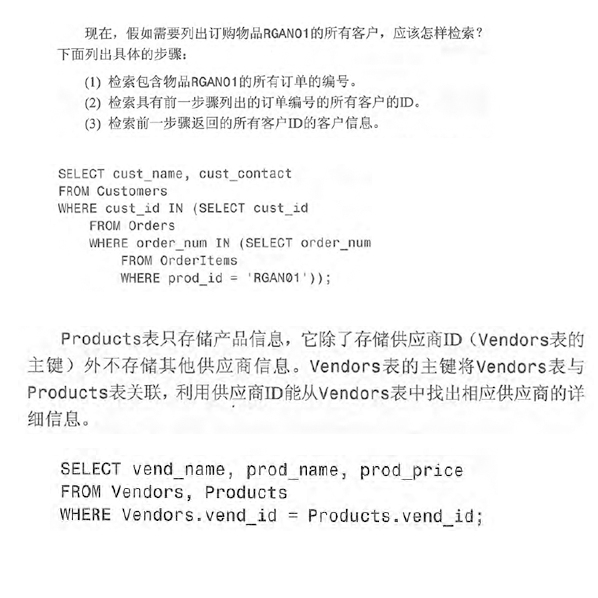 现在，假如需要列出订购物品RGAN01的所有客户，应该怎样检索？
下面列出具体的步骤：
(1) 检索包含物品RGAN01的所有订单的编号。
(2) 检索具有前一步骤列出的订单编号的所有客户的ID。
(3) 检索前一步骤返回的所有客户ID的客户信息。
SELECT cust_name, cust_contact
FROM Customers
WHERE cust_id IN (SELECT cust_id
FROM Orders
WHERE order_num IN (SELECT order_num
FROM OrderItems
WHERE prod_id = 'RGAN01'));
Products表只存储产品信息，它除了存储供应商ID（Vendors表的
主键）外不存储其他供应商信息。Vendors表的主键将Vendors表与
Products表关联，利用供应商ID能从Vendors表中找出相应供应商的详
细信息。
SELECT vend_name, prod_name, prod_price
FROM Vendors, Products
WHERE Vendors.vend_id = Products.vend_id;